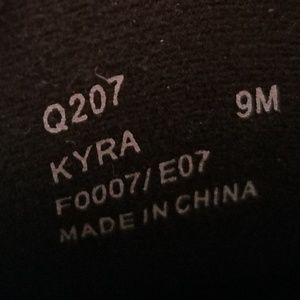 Q207 9M
KYRA
F0007/E07
MADE IN CHINA